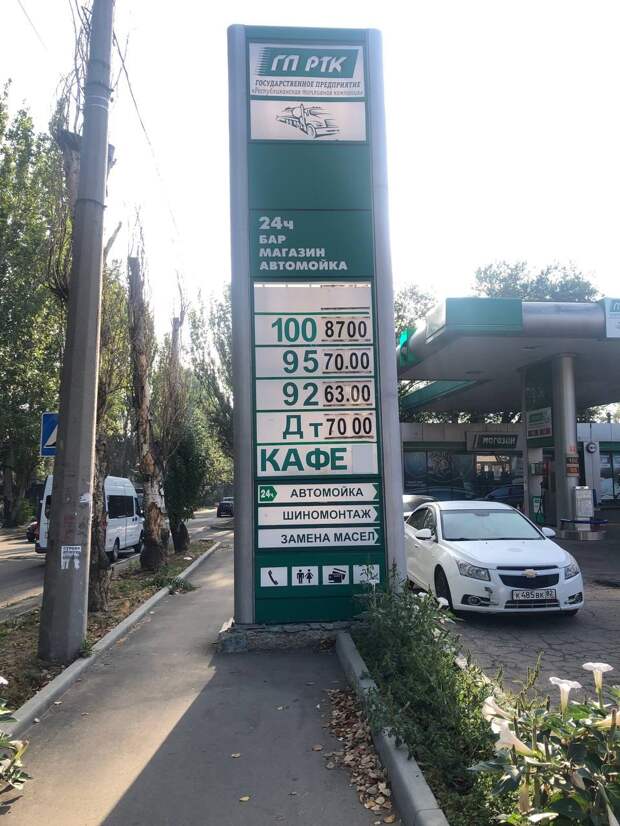 ГП РТК
ГОСУДАРСТВЕННОЕ ПРЕДПРИЯТИЕ
«Республиканская топливная компания»
24ч
БАР
МАГАЗИН
АВТОМОЙКА
100 8700
95 70.00
92 63.00
Дт 70 00
КАФЕ
24ч АВТОМОЙКА
ШИНОМОНТАЖ
ЗАМЕНА МАСЕЛ
МАГАЗИН
К 485 ВК 82